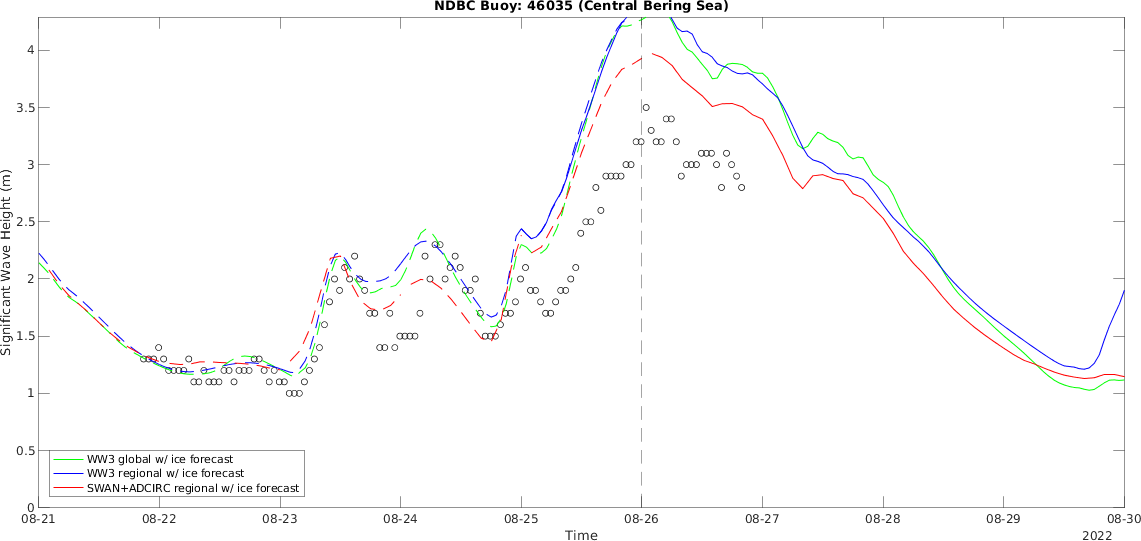 NDBC Buoy: 46035 (Central Bering Sea)
Significant Wave Height (m)
4
3.5
3
2.5
2
1.5
1
0.5
0
WW3 global w/ ice forecast
WW3 regional w/ ice forecast
SWAN+ADCIRC regional w/ ice forecast
08-21 08-22 08-23 08-24 08-25 08-26 08-27 08-28 08-29 08-30
Time
2022